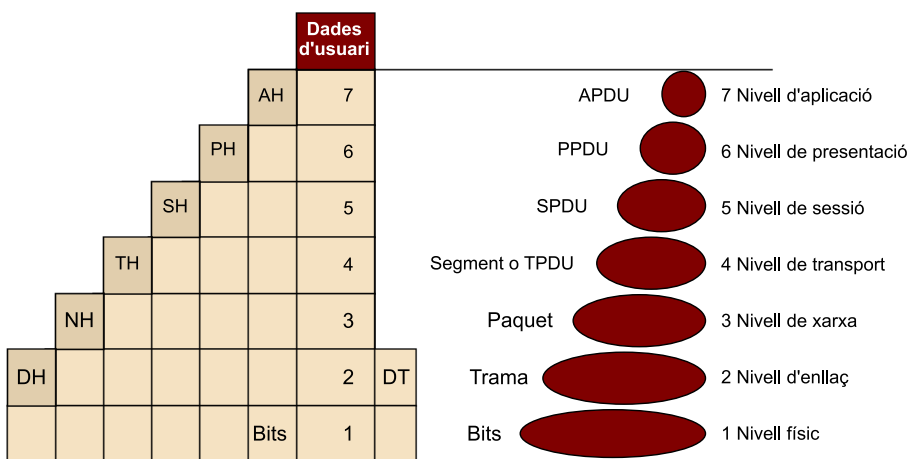 Dades
d'usuari
AH 7 APDU 7 Nivell d'aplicació
PH 6 PPDU 6 Nivell de presentació
SH 5 SPDU 5 Nivell de sessió
TH 4 Segment o TPDU 4 Nivell de transport
NH 3 Paquet 3 Nivell de xarxa
DH 2 DT Trama 2 Nivell d'enllaç
Bits 1 Bits 1 Nivell físic